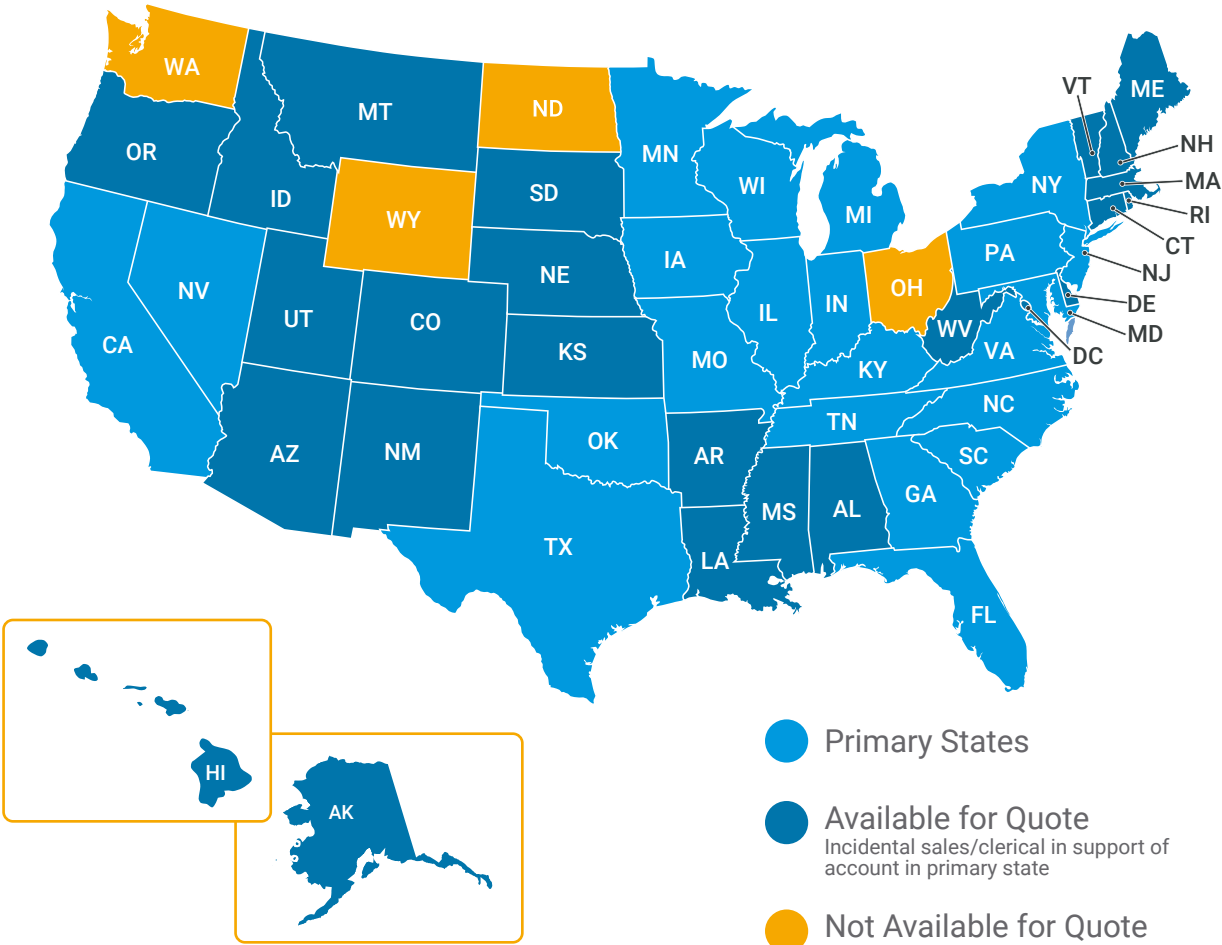 WA
MT
ND
OR
ID
WY
SD
MN
WI
MI
NY
VT
ME
NH
MA
RI
CT
NJ
DE
MD
DC
NV
CA
UT
CO
NE
KS
IA
MO
IL
IN
OH
PA
WV
VA
KY
NC
TN
SC
AZ
NM
OK
AR
TX
LA
MS
AL
GA
FL
HI
AK
Primary States
Available for Quote
Incidental sales/clerical in support of
account in primary state
Not Available for Quote